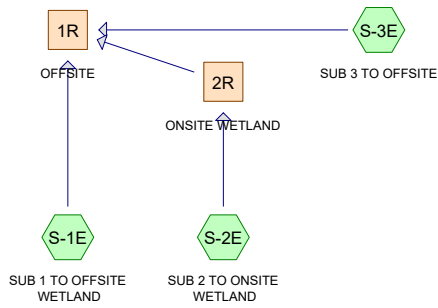 1R
OFFSITE
S-3E
SUB 3 TO OFFSITE
2R
ONSITE WETLAND
S-1E
SUB 1 TO OFFSITE
WETLAND
S-2E
SUB 2 TO ONSITE
WETLAND